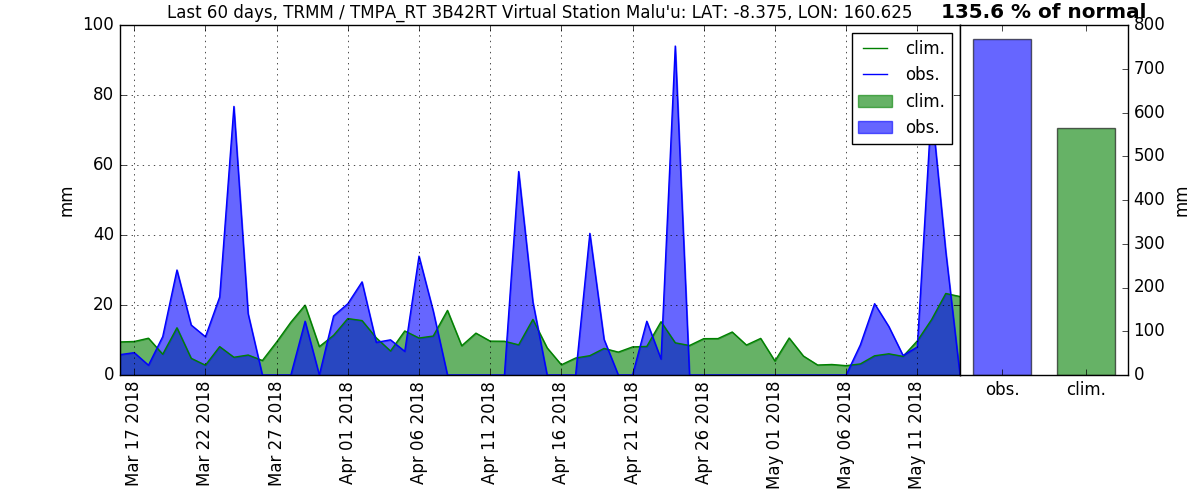 Last 60 days, TRMM / TMPA_RT 3B42RT Virtual Station Malu'u: LAT: -8.375, LON: 160.625
135.6 % of normal
100
80
60
40
20
0
mm
clim.
obs.
clim.
obs.
800
700
600
500
400
300
200
100
0
mm
Mar 17 2018
Mar 22 2018
Mar 27 2018
Apr 01 2018
Apr 06 2018
Apr 11 2018
Apr 16 2018
Apr 21 2018
Apr 26 2018
May 01 2018
May 06 2018
May 11 2018
obs.
clim.